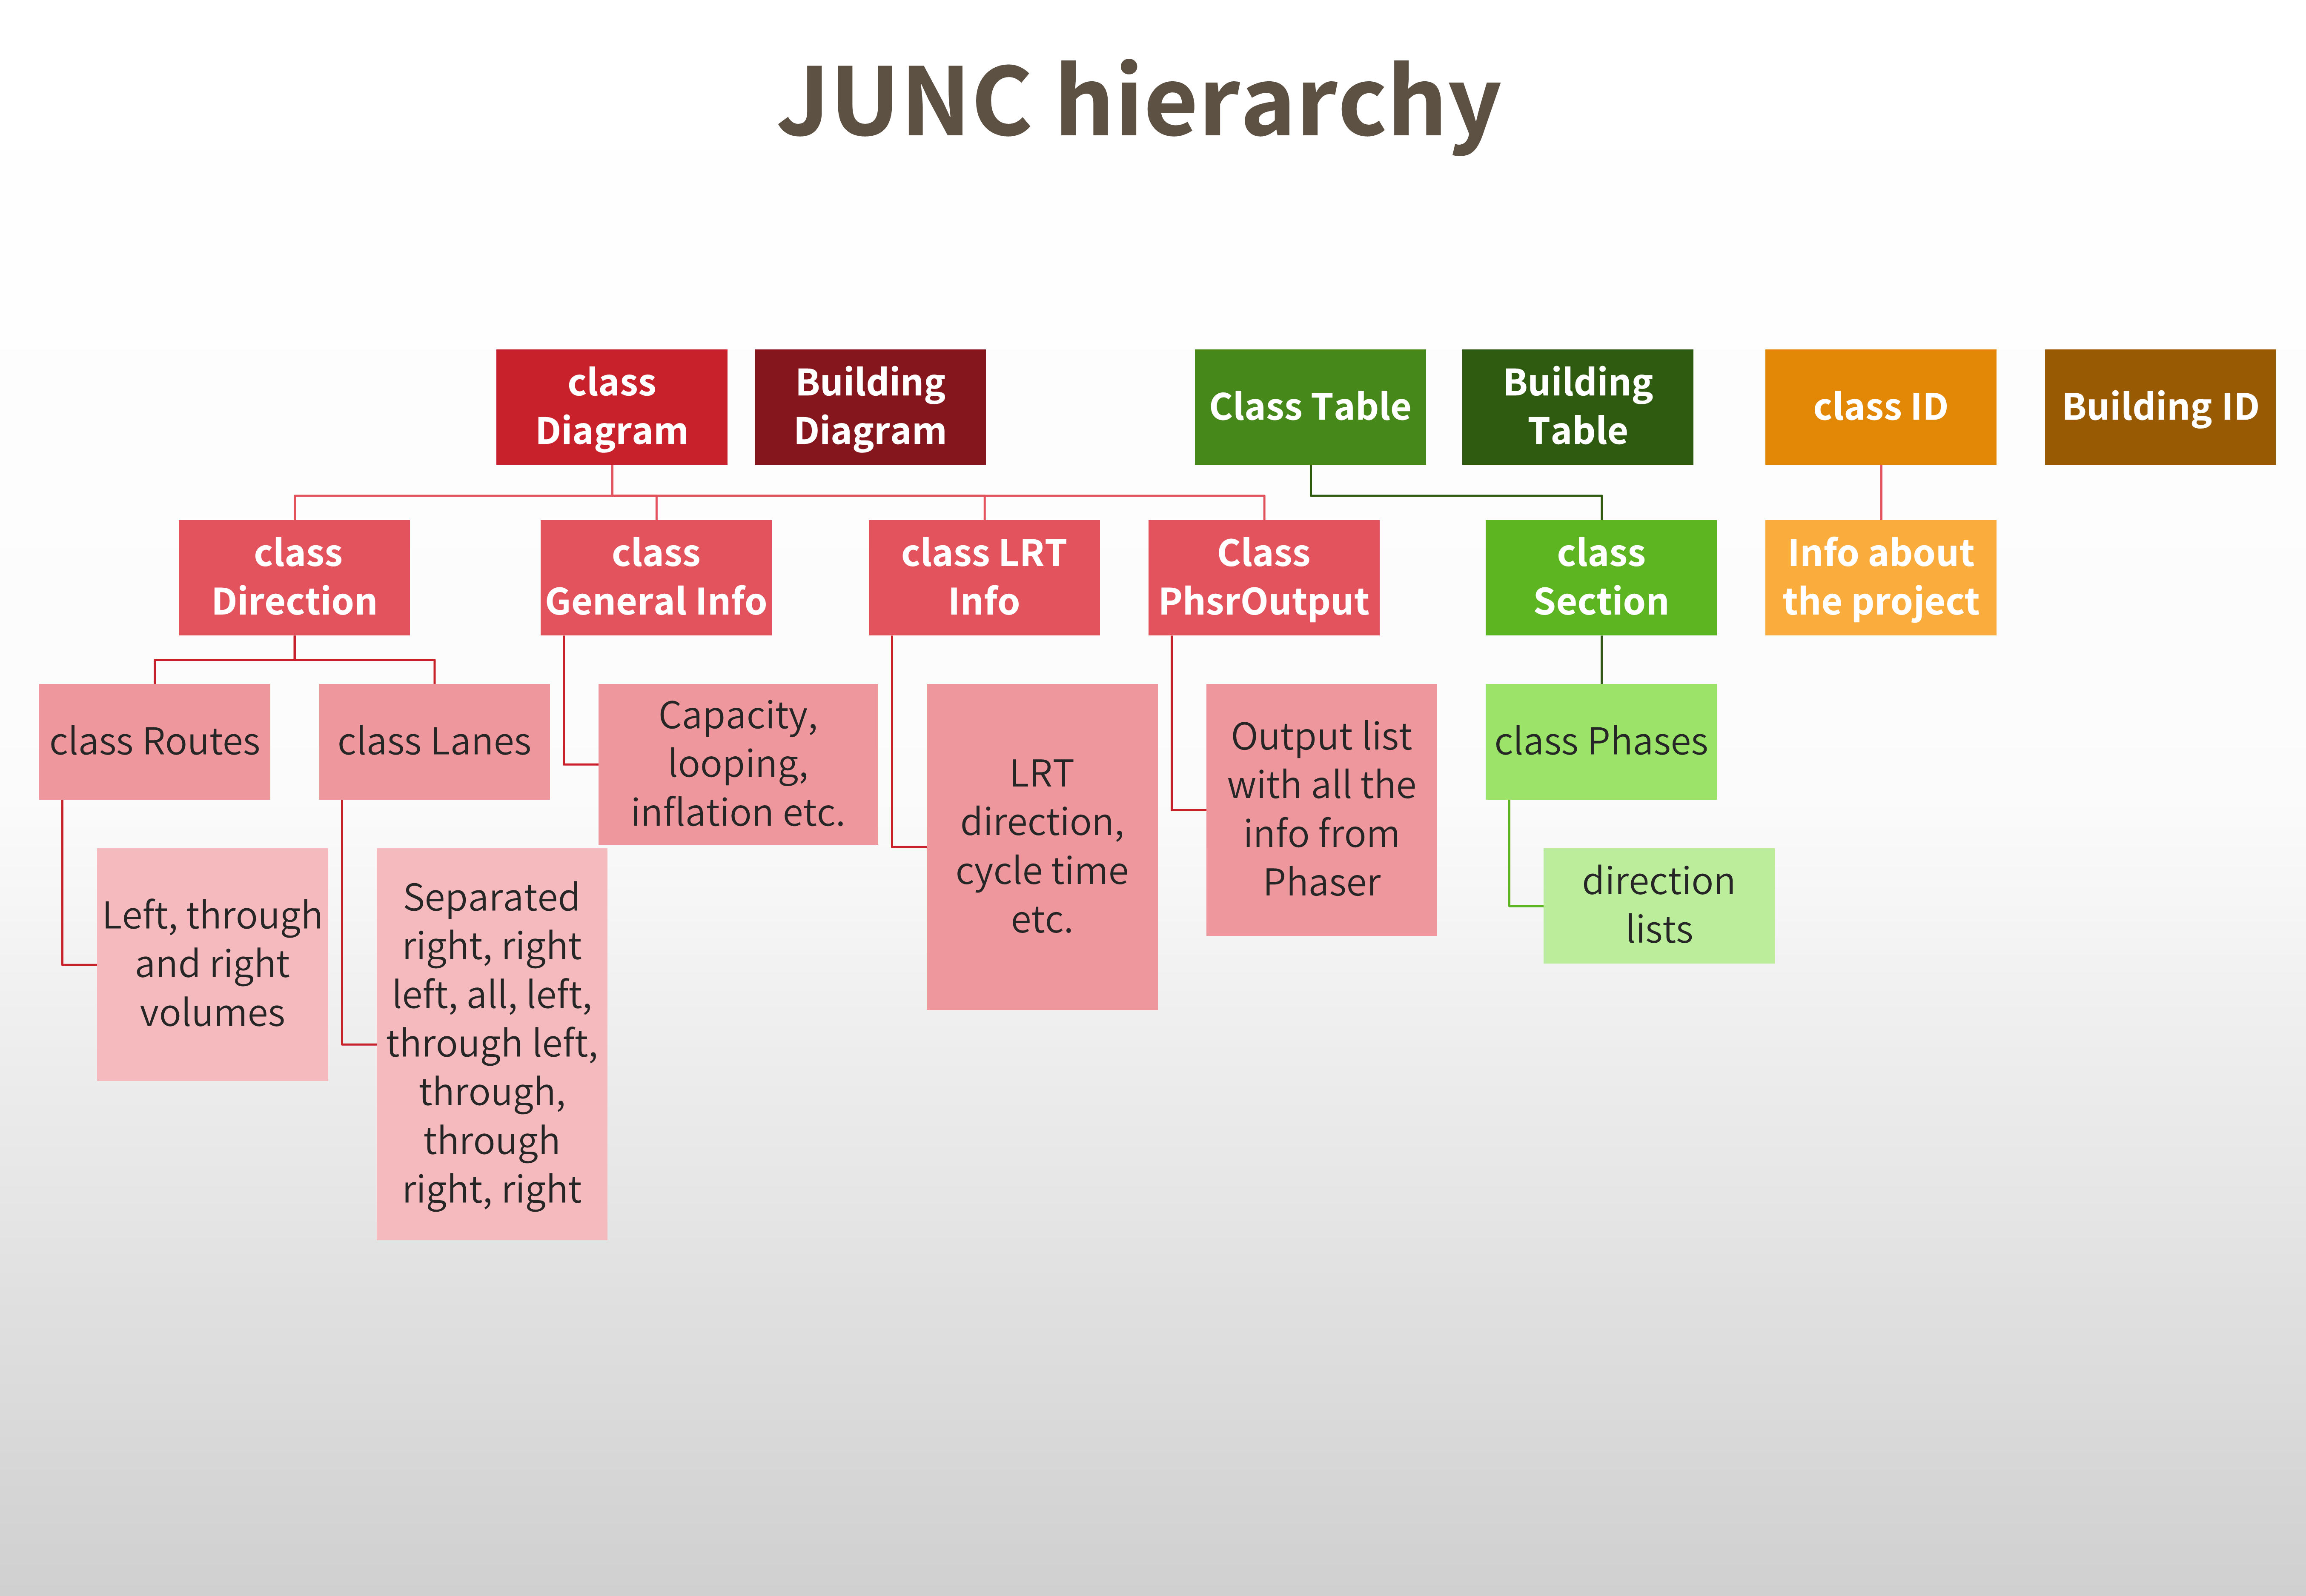 JUNC hierarchy
class
Diagram
Building
Diagram
Class Table
Building
Table
class ID
Building ID
class
Direction
class
General Info
class LRT
Info
Class
PhsrOutput
class
Section
Info about
the project
class Routes
class Lanes
Capacity,
looping,
inflation etc.
LRT
direction,
cycle time
etc.
Output list
with all the
info from
Phaser
class Phases
Left, through
and right
volumes
Separated
right, right
left, all, left,
through left,
through,
through
right, right
direction
lists